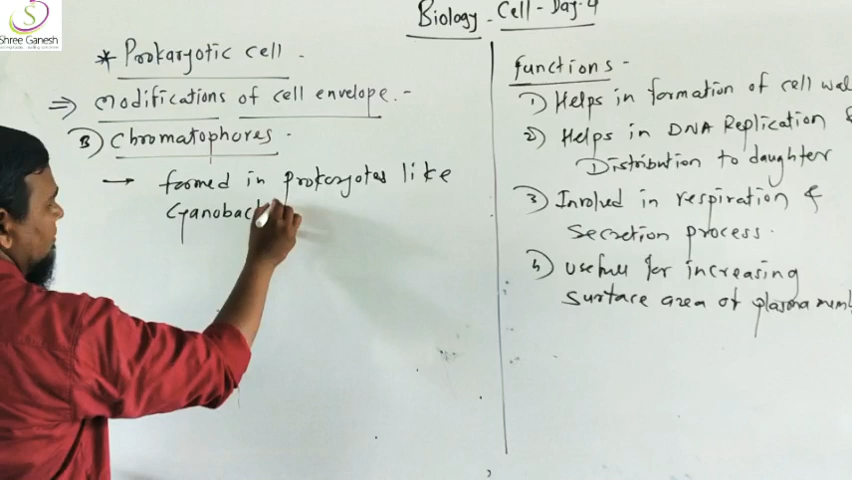 S
Shree Ganesh
Biology - Cell - Day-4
* Prokaryotic cell -
⇒ Modifications of cell envelope.-
B) Chromatophores -
→ formed in Prokaryotes like
Cyanobact
functions -
1) Helps in formation of cell wal
2) Helps in DNA Replication &
Distribution to daughter
3) Involved in respiration &
Secretion process.
4) Usefull for increasing
Surface area of plasma memb